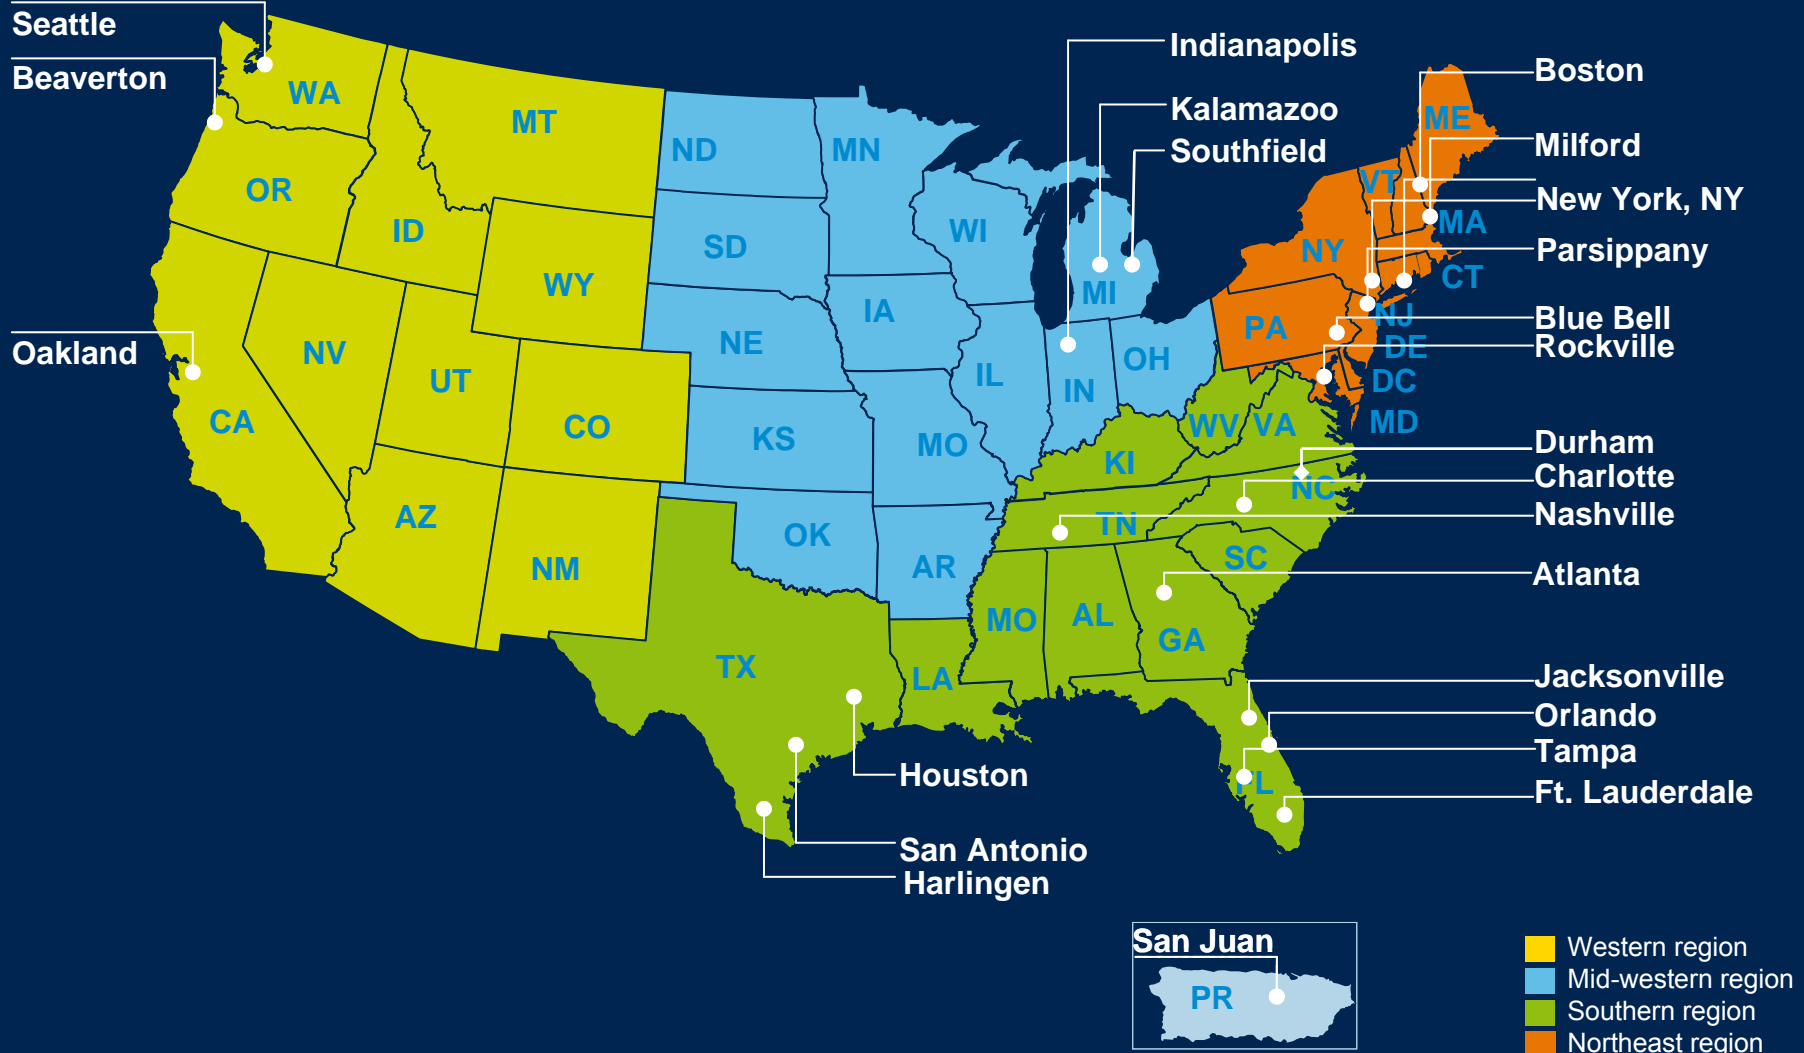 Seattle
Beaverton
Oakland
Indianapolis
Kalamazoo
Southfield
Boston
Milford
New York, NY
Parsippany
Blue Bell
Rockville
Durham
Charlotte
Nashville
Atlanta
Jacksonville
Orlando
Tampa
Ft. Lauderdale
Houston
San Antonio
Harlingen
WA
MT
ND
MN
ME
OR
ID
SD
WI
VT
MA
NY
WY
IA
MI
CT
NV
UT
NE
IL
IN
OH
PA
NJ
DE
DC
MD
CA
CO
KS
MO
KI
WV
VA
AZ
NM
OK
AR
TN
NC
SC
TX
LA
MO
AL
GA
FL
San Juan
PR
Western region
Mid-western region
Southern region
Northeast region